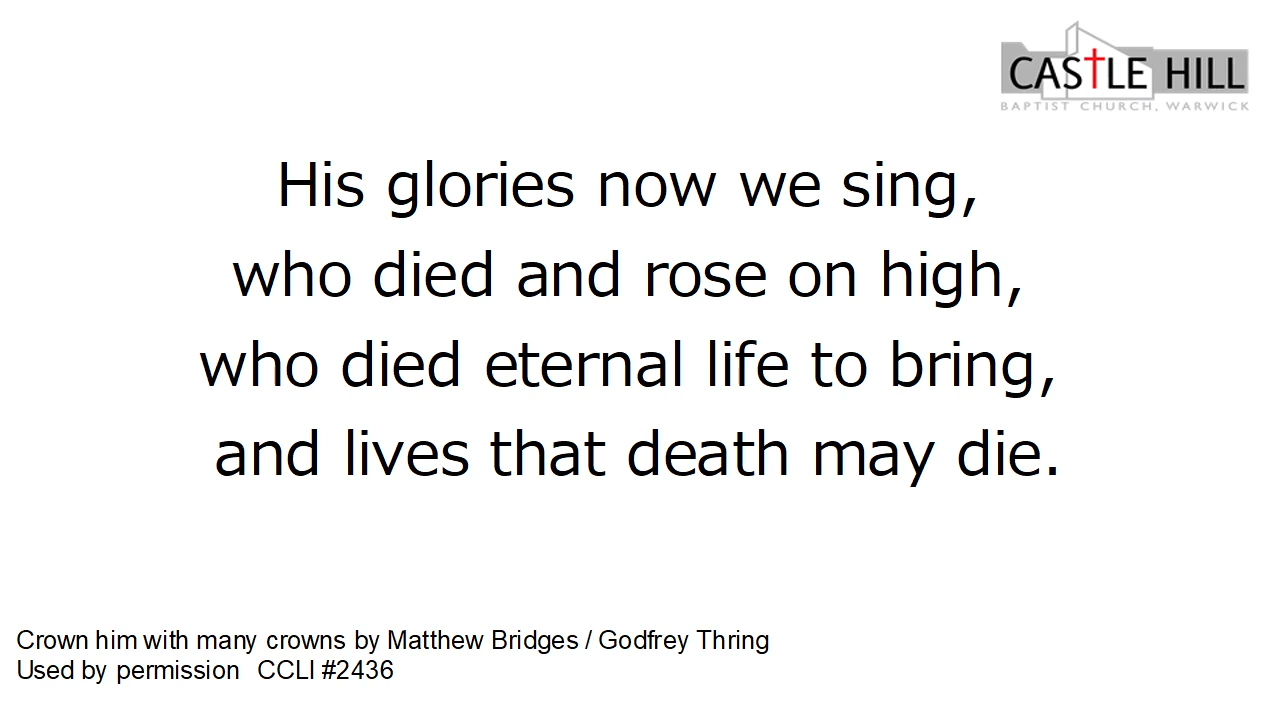 CASTLE HILL
BAPTIST CHURCH, WARWICK
His glories now we sing,
who died and rose on high,
who died eternal life to bring,
and lives that death may die.
Crown him with many crowns by Matthew Bridges / Godfrey Thring
Used by permission CCLI #2436